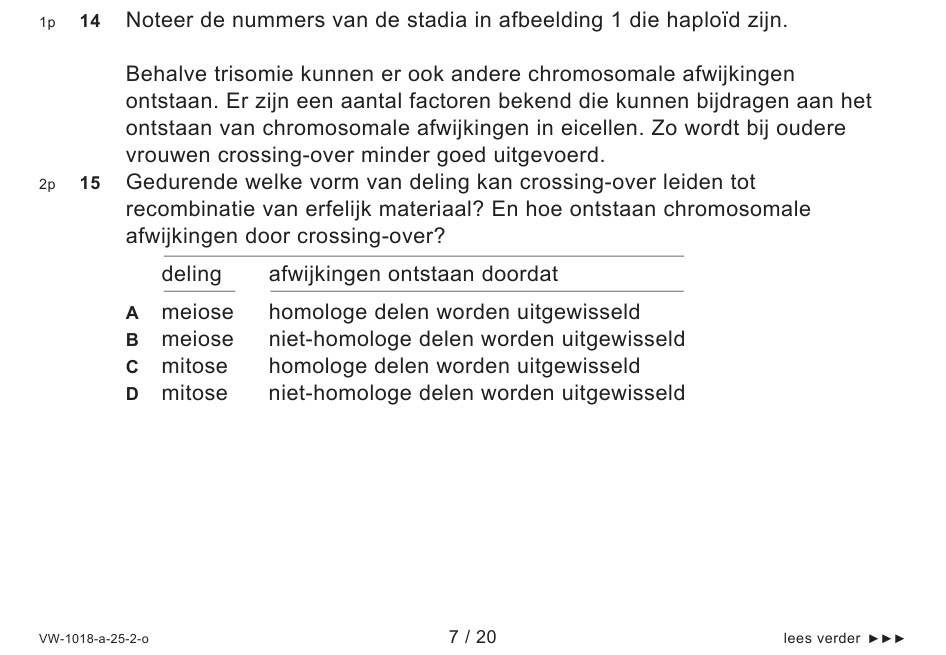 1p 14 Noteer de nummers van de stadia in afbeelding 1 die haploïd zijn.
Behalve trisomie kunnen er ook andere chromosomale afwijkingen
ontstaan. Er zijn een aantal factoren bekend die kunnen bijdragen aan het
ontstaan van chromosomale afwijkingen in eicellen. Zo wordt bij oudere
vrouwen crossing-over minder goed uitgevoerd.
2p 15 Gedurende welke vorm van deling kan crossing-over leiden tot
recombinatie van erfelijk materiaal? En hoe ontstaan chromosomale
afwijkingen door crossing-over?
deling afwijkingen ontstaan doordat
A meiose homologe delen worden uitgewisseld
B meiose niet-homologe delen worden uitgewisseld
C mitose homologe delen worden uitgewisseld
D mitose niet-homologe delen worden uitgewisseld
VW-1018-a-25-2-o 7 / 20 lees verder ►►►